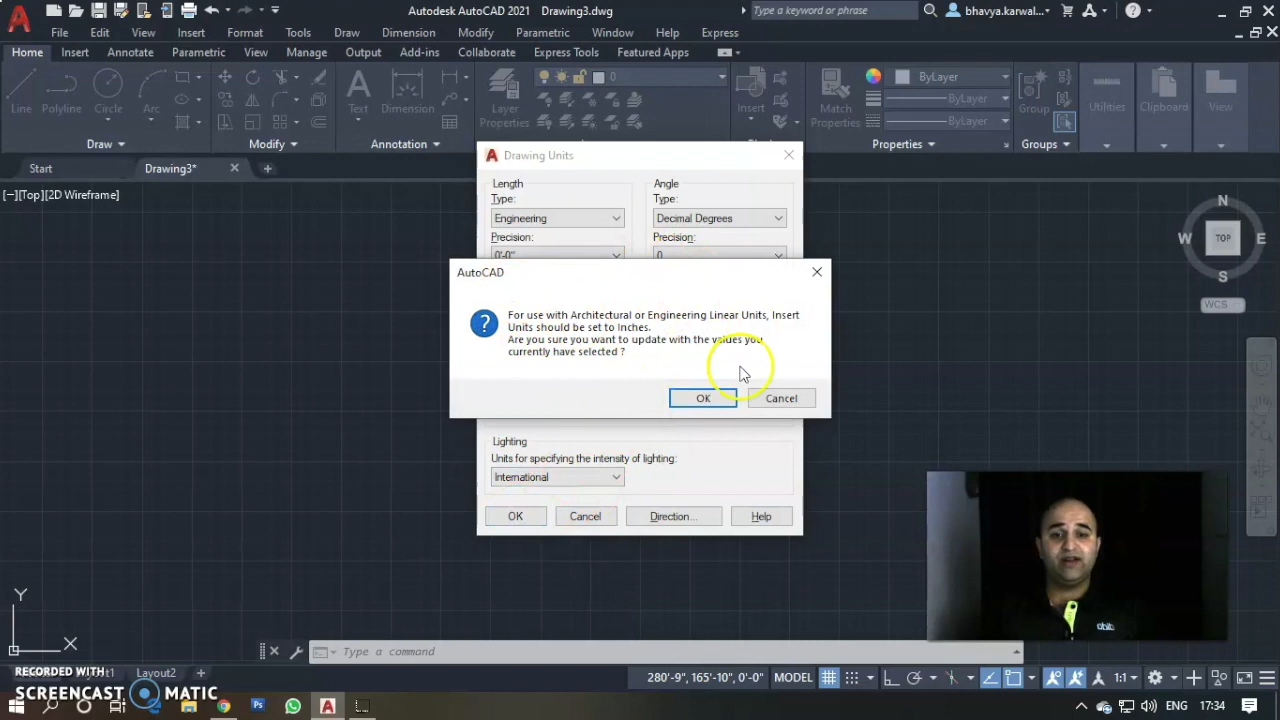 Autodesk AutoCAD 2021 Drawing3.dwg
Type a keyword or phrase
bhavya.karwal...
File Edit View Insert Format Tools Draw Dimension Modify Parametric Window Help Express
Home Insert Annotate Parametric View Manage Output Add-ins Collaborate Express Tools Featured Apps
Line Polyline Circle Arc Text Dimension Layer Properties 0 Insert Match Properties ByLayer Group Utilities Clipboard View
ByLayer
ByLayer
Draw Modify Annotation Properties Groups
Start Drawing3*
[−][Top][2D Wireframe]
Drawing Units
Length
Type:
Engineering
Precision:
0'-0"
Angle
Type:
Decimal Degrees
Precision:
0
AutoCAD
For use with Architectural or Engineering Linear Units, Insert
Units should be set to Inches.
Are you sure you want to update with the values you
currently have selected ?
OK Cancel
Lighting
Units for specifying the intensity of lighting:
International
OK Cancel Direction... Help
N
W TOP E
S
WCS
Y
X
Type a command
RECORDED WITH
SCREENCAST MATIC
Layout2
280'-9", 165'-10", 0'-0" MODEL 1:1
ENG 17:34